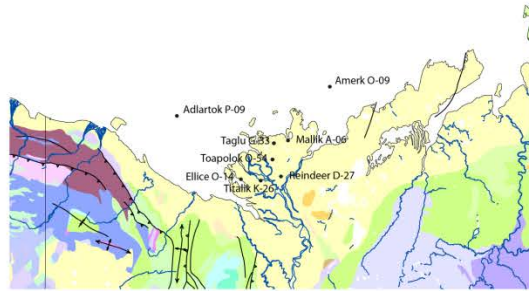 Amerk O-09
Adlartok P-09
Taglu G-33
Mallik A-06
Toapolok O-54
Ellice O-14
Reindeer D-27
Titalik K-26